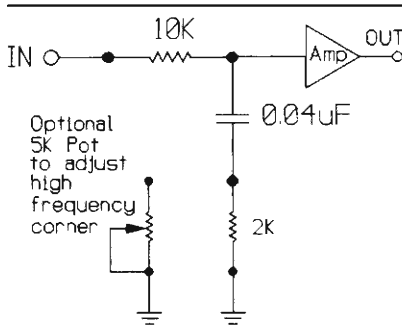 10K
IN
Amp
OUT
0.04uF
Optional
5K Pot
to adjust
high
frequency
corner
2K